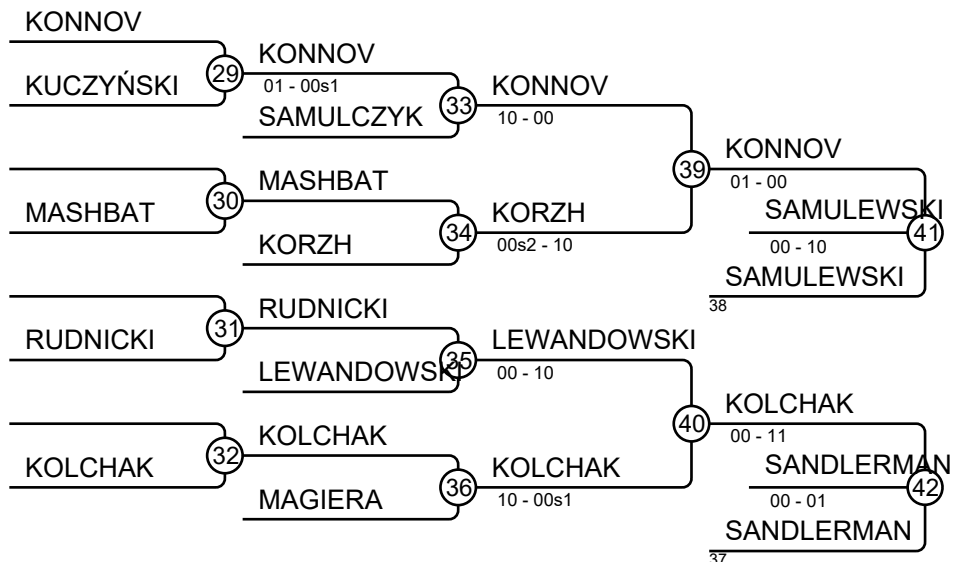 KONNOV
KUCZYŃSKI
29
KONNOV
01 - 00s1
SAMULCZYK
33
KONNOV
10 - 00
MASHBAT
30
MASHBAT
KORZH
34
KORZH
00s2 - 10
39
KONNOV
01 - 00
SAMULEWSKI
00 - 10
41
SAMULEWSKI
38
RUDNICKI
31
RUDNICKI
LEWANDOWSKI
35
LEWANDOWSKI
00 - 10
KOLCHAK
32
KOLCHAK
MAGIERA
36
KOLCHAK
10 - 00s1
40
KOLCHAK
00 - 11
SANDLERMAN
00 - 01
42
SANDLERMAN
37